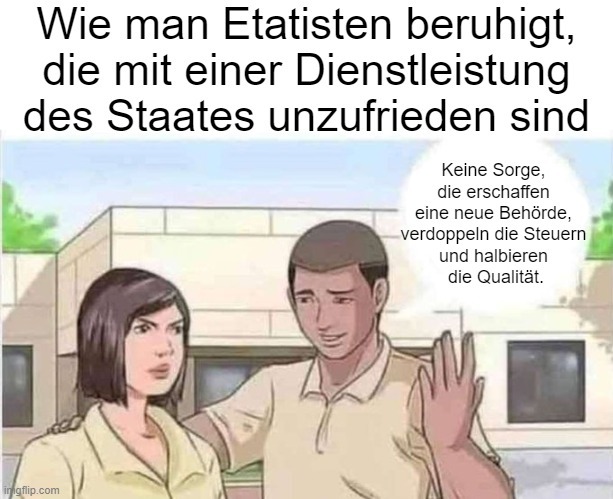 Wie man Etatisten beruhigt,
die mit einer Dienstleistung
des Staates unzufrieden sind
Keine Sorge,
die erschaffen
eine neue Behörde,
verdoppeln die Steuern
und halbieren
die Qualität.
imgflip.com